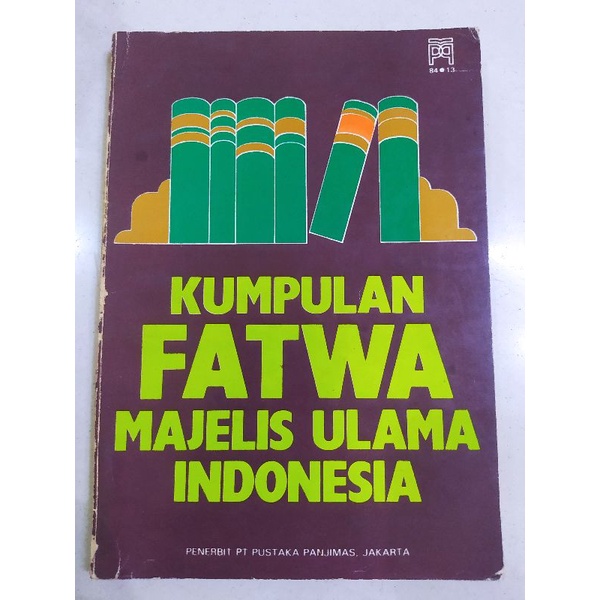 84 • 13
KUMPULAN
FATWA
MAJELIS ULAMA
INDONESIA
PENERBIT PT PUSTAKA PANJIMAS, JAKARTA